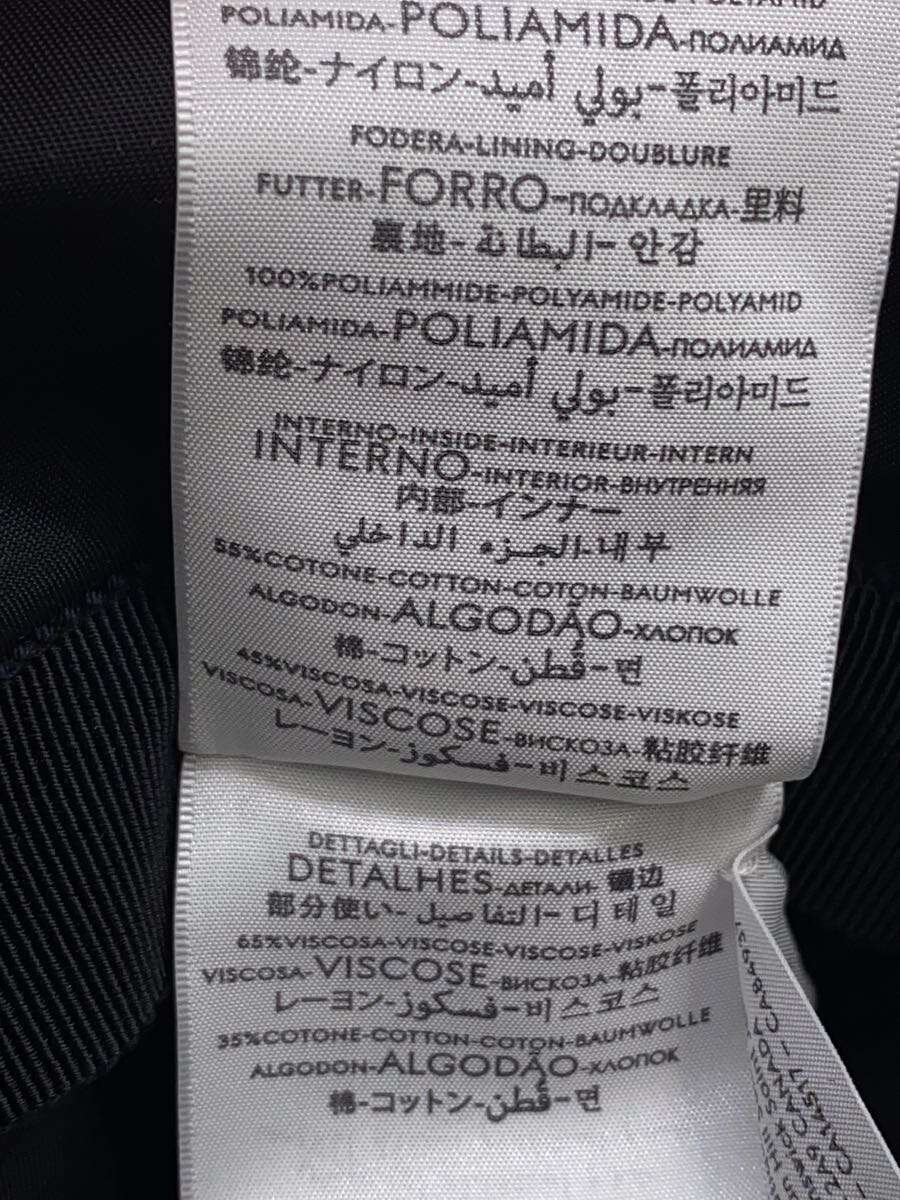 POLIAMIDA-POLIAMIDA-ПОЛИАМИД
锦纶-ナイロン-بولي أميد-폴리아미드
FODERA-LINING-DOUBLURE
FUTTER-FORRO-ПОДКЛАДКА-里料
裏地-البطانة-안감
100%POLIAMMIDE-POLYAMIDE-POLYAMID
POLIAMIDA-POLIAMIDA-ПОЛИАМИД
锦纶-ナイロン-بولي أميد-폴리아미드
INTERNO-INSIDE-INTERIEUR-INTERN
INTERNO-INTERIOR-ВНУТРЕННЯЯ
内部-インナー
الجزء الداخلي-내부
55%COTONE-COTTON-COTON-BAUMWOLLE
ALGODON-ALGODÃO-ХЛОПОК
棉-コットン-قطن-면
45%VISCOSA-VISCOSE-VISCOSE-VISKOSE
VISCOSA-VISCOSE-ВИСКОЗА-粘胶纤维
レーヨン-فسكوز-비스코스
DETTAGLI-DETAILS-DETALLES
DETALHES-ДЕТАЛИ-镶边
部分使い-التفاصيل-디테일
65%VISCOSA-VISCOSE-VISCOSE-VISKOSE
VISCOSA-VISCOSE-ВИСКОЗА-粘胶纤维
レーヨン-فسكوز-비스코스
35%COTONE-COTTON-COTON-BAUMWOLLE
ALGODON-ALGODÃO-ХЛОПОК
棉-コットン-قطن-면